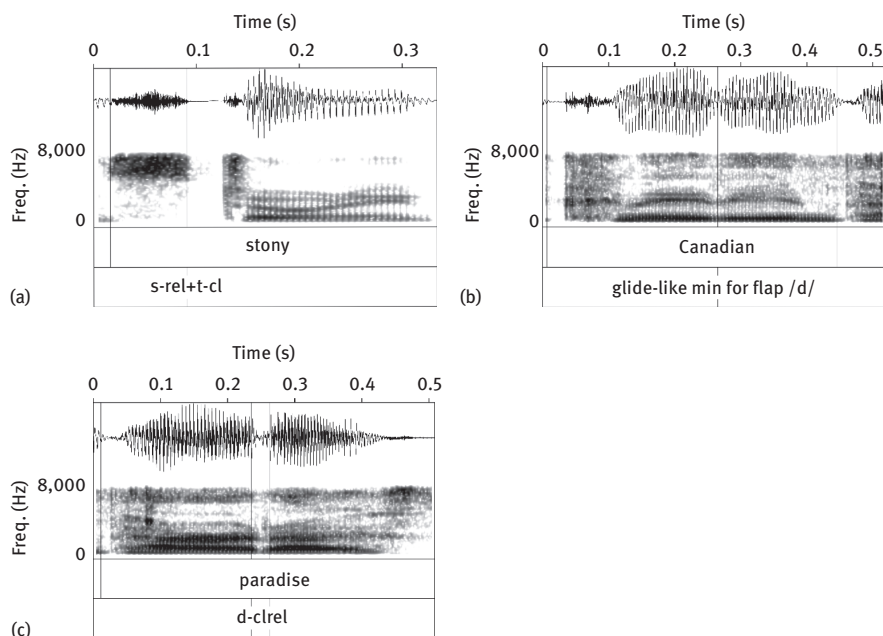 Time (s)
0 0.1 0.2 0.3
Freq. (Hz)
8,000
0
stony
s-rel+t-cl
(a)
Time (s)
0 0.1 0.2 0.3 0.4 0.5
Freq. (Hz)
8,000
0
Canadian
glide-like min for flap /d/
(b)
Time (s)
0 0.1 0.2 0.3 0.4 0.5
Freq. (Hz)
8,000
0
paradise
d-clrel
(c)